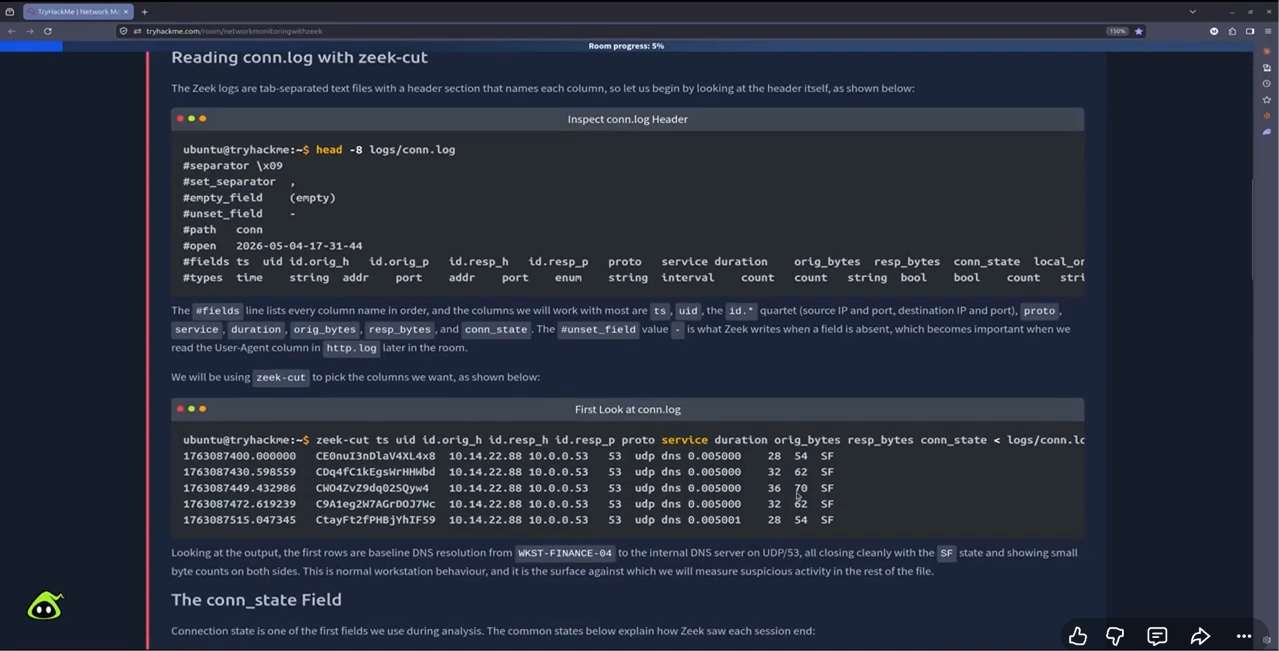 TryHackMe | Network Mo
tryhackme.com/room/networkmonitoringwithzeek
150%
Room progress: 5%
Reading conn.log with zeek-cut
The Zeek logs are tab-separated text files with a header section that names each column, so let us begin by looking at the header itself, as shown below:
Inspect conn.log Header
ubuntu@tryhackme:~$ head -8 logs/conn.log
#separator \x09
#set_separator ,
#empty_field (empty)
#unset_field -
#path conn
#open 2026-05-04-17-31-44
#fields ts uid id.orig_h id.orig_p id.resp_h id.resp_p proto service duration orig_bytes resp_bytes conn_state local_or
#types time string addr port addr port enum string interval count count string bool bool count stri
The #fields line lists every column name in order, and the columns we will work with most are ts, uid, the id.* quartet (source IP and port, destination IP and port), proto,
service, duration, orig_bytes, resp_bytes, and conn_state. The #unset_field value - is what Zeek writes when a field is absent, which becomes important when we
read the User-Agent column in http.log later in the room.
We will be using zeek-cut to pick the columns we want, as shown below:
First Look at conn.log
ubuntu@tryhackme:~$ zeek-cut ts uid id.orig_h id.resp_h id.resp_p proto service duration orig_bytes resp_bytes conn_state < logs/conn.lo
1763087400.000000 CE0nuI3nDlaV4XL4x8 10.14.22.88 10.0.0.53 53 udp dns 0.005000 28 54 SF
1763087430.598559 CDq4fC1kEgsWrHHWbd 10.14.22.88 10.0.0.53 53 udp dns 0.005000 32 62 SF
1763087449.432986 CWO4ZvZ9dq02SQyw4 10.14.22.88 10.0.0.53 53 udp dns 0.005000 36 70 SF
1763087472.619239 C9A1eg2W7AGrDOJ7Wc 10.14.22.88 10.0.0.53 53 udp dns 0.005000 32 62 SF
1763087515.047345 CtayFt2fPHBjYhIF59 10.14.22.88 10.0.0.53 53 udp dns 0.005001 28 54 SF
Looking at the output, the first rows are baseline DNS resolution from WKST-FINANCE-04 to the internal DNS server on UDP/53, all closing cleanly with the SF state and showing small
byte counts on both sides. This is normal workstation behaviour, and it is the surface against which we will measure suspicious activity in the rest of the file.
The conn_state Field
Connection state is one of the first fields we use during analysis. The common states below explain how Zeek saw each session end: